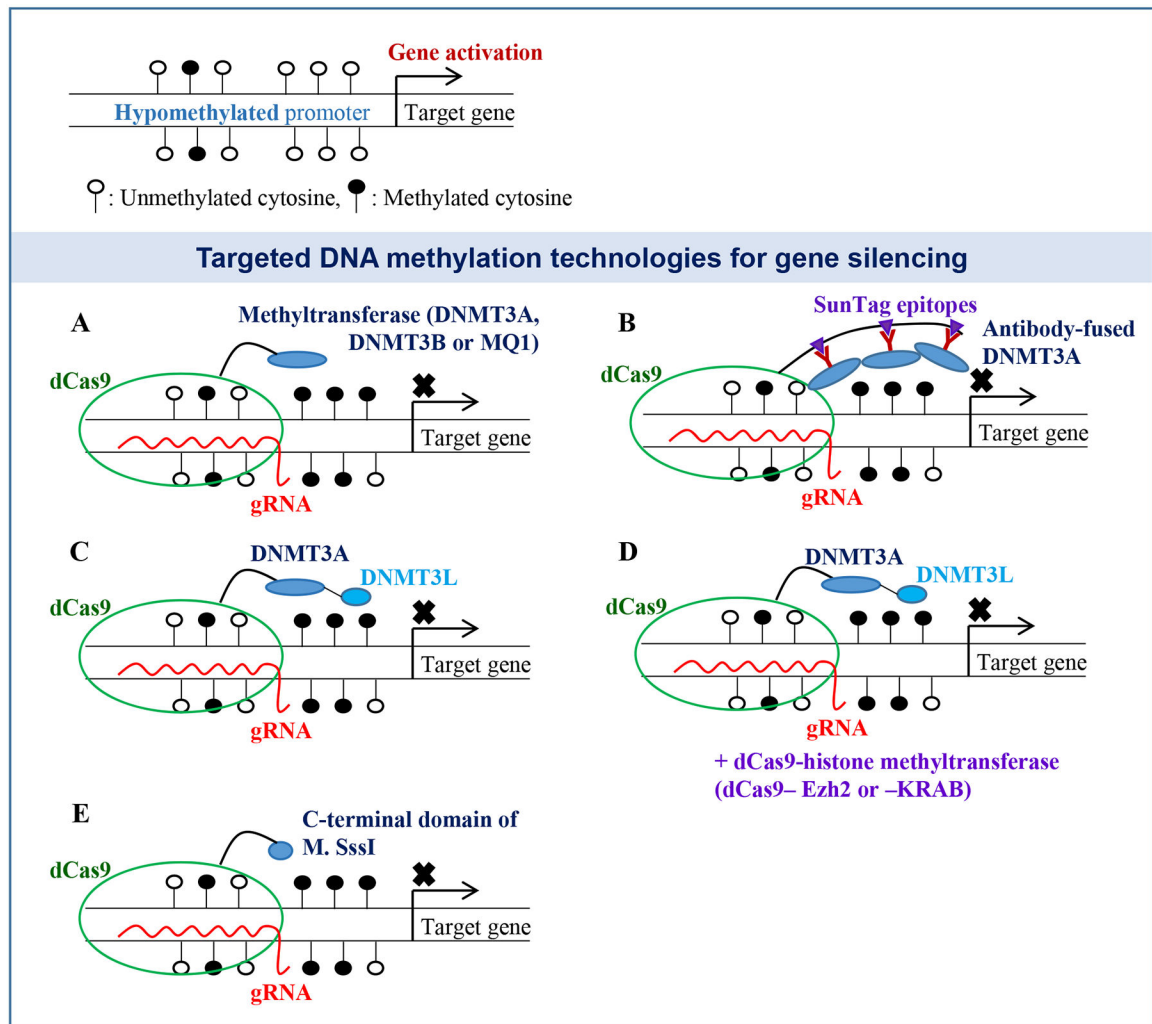 Gene activation
Hypomethylated promoter
Target gene
: Unmethylated cytosine, : Methylated cytosine
Targeted DNA methylation technologies for gene silencing
A
Methyltransferase (DNMT3A,
DNMT3B or MQ1)
dCas9
Target gene
gRNA
B
SunTag epitopes
Antibody-fused
DNMT3A
dCas9
Target gene
gRNA
C
DNMT3A
DNMT3L
dCas9
Target gene
gRNA
D
DNMT3A
DNMT3L
dCas9
Target gene
gRNA
+ dCas9-histone methyltransferase
(dCas9– Ezh2 or –KRAB)
E
C-terminal domain of
M. SssI
dCas9
Target gene
gRNA